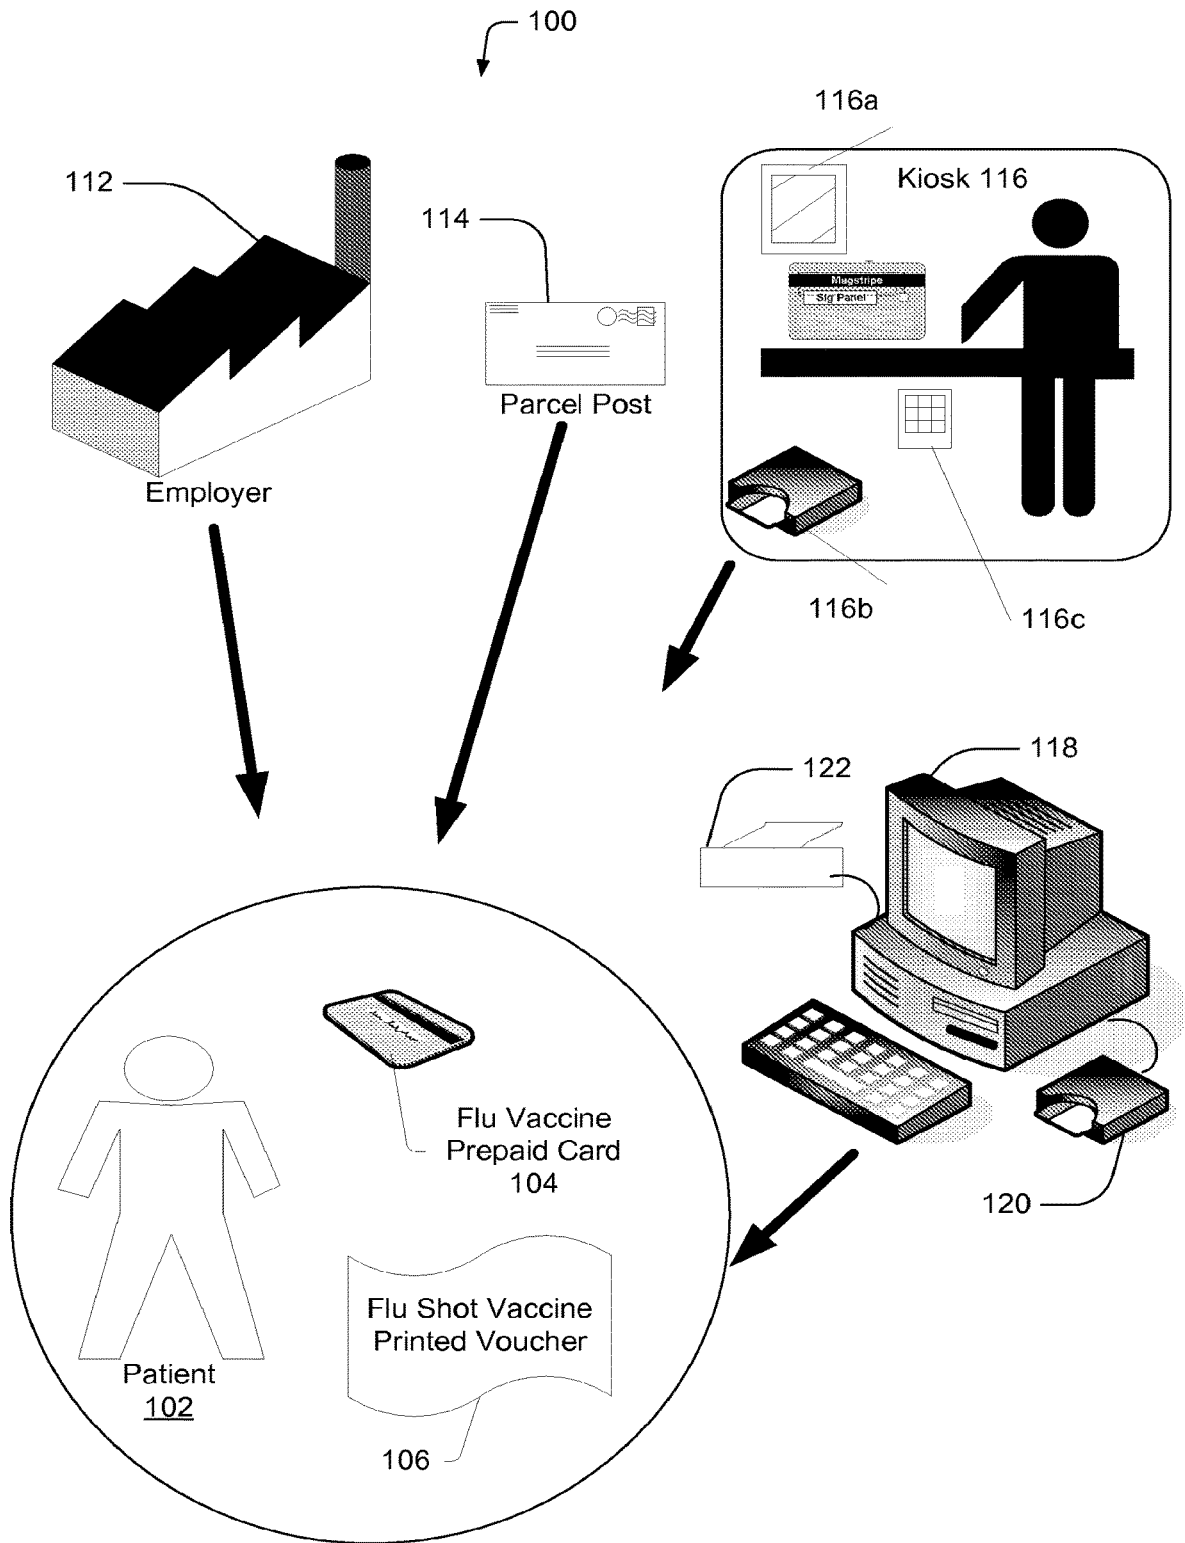 100
116a
Kiosk 116
112
114
Magstripe
Sig Panel
Parcel Post
Employer
116b
116c
118
122
Flu Vaccine
Prepaid Card
104
120
Flu Shot Vaccine
Printed Voucher
Patient
102
106